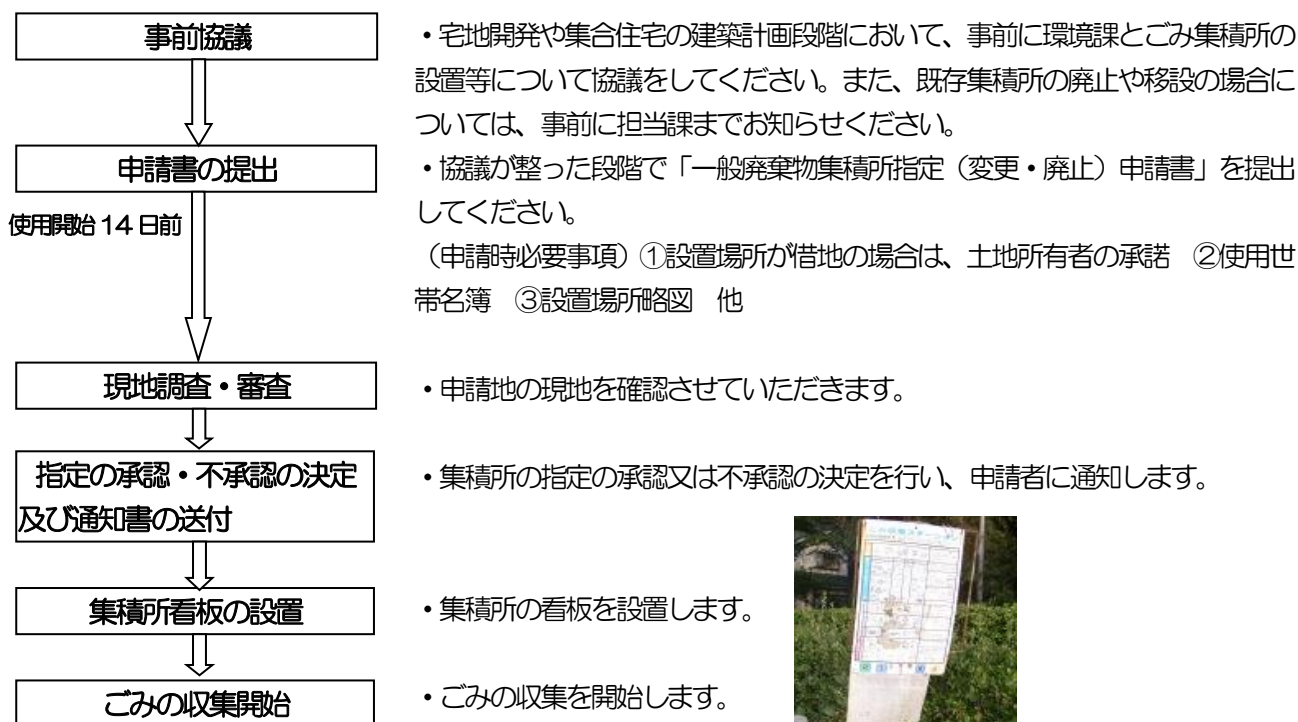 事前協議
・宅地開発や集合住宅の建築計画段階において、事前に環境課とごみ集積所の
設置等について協議をしてください。また、既存集積所の廃止や移設の場合に
ついては、事前に担当課までお知らせください。
申請書の提出
・協議が整った段階で「一般廃棄物集積所指定（変更・廃止）申請書」を提出
してください。
使用開始14日前
（申請時必要事項）①設置場所が借地の場合は、土地所有者の承諾　②使用世
帯名簿　③設置場所略図　他
現地調査・審査
・申請地の現地を確認させていただきます。
指定の承認・不承認の決定
及び通知書の送付
・集積所の指定の承認又は不承認の決定を行い、申請者に通知します。
集積所看板の設置
・集積所の看板を設置します。
ごみの収集開始
・ごみの収集を開始します。